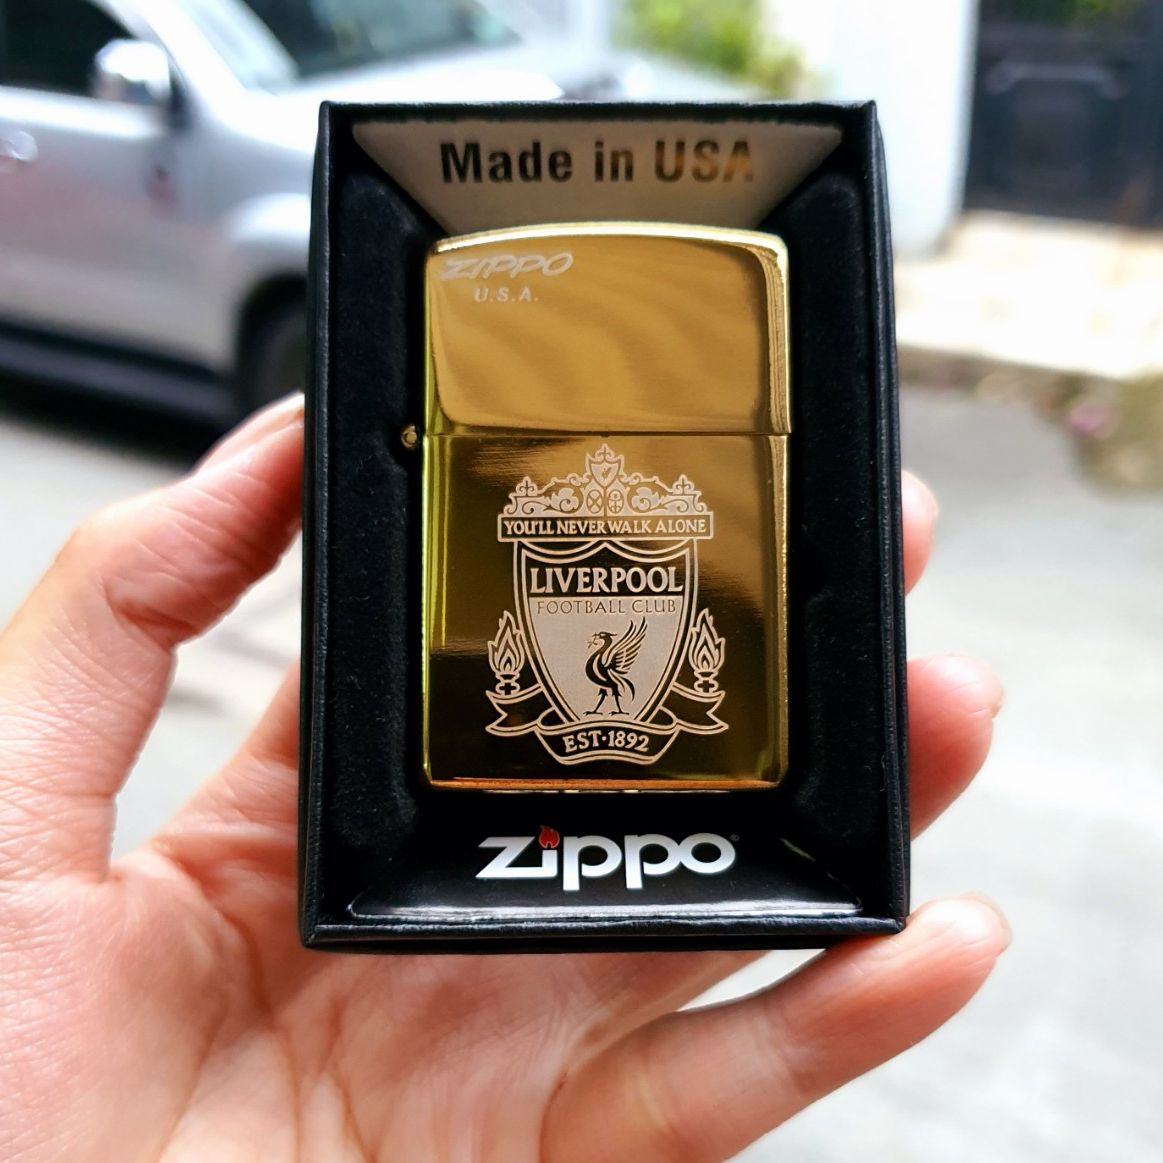 Made in USA
ZIPPO
U.S.A.
YOU'LL NEVER WALK ALONE
LIVERPOOL
FOOTBALL CLUB
EST·1892
zippo